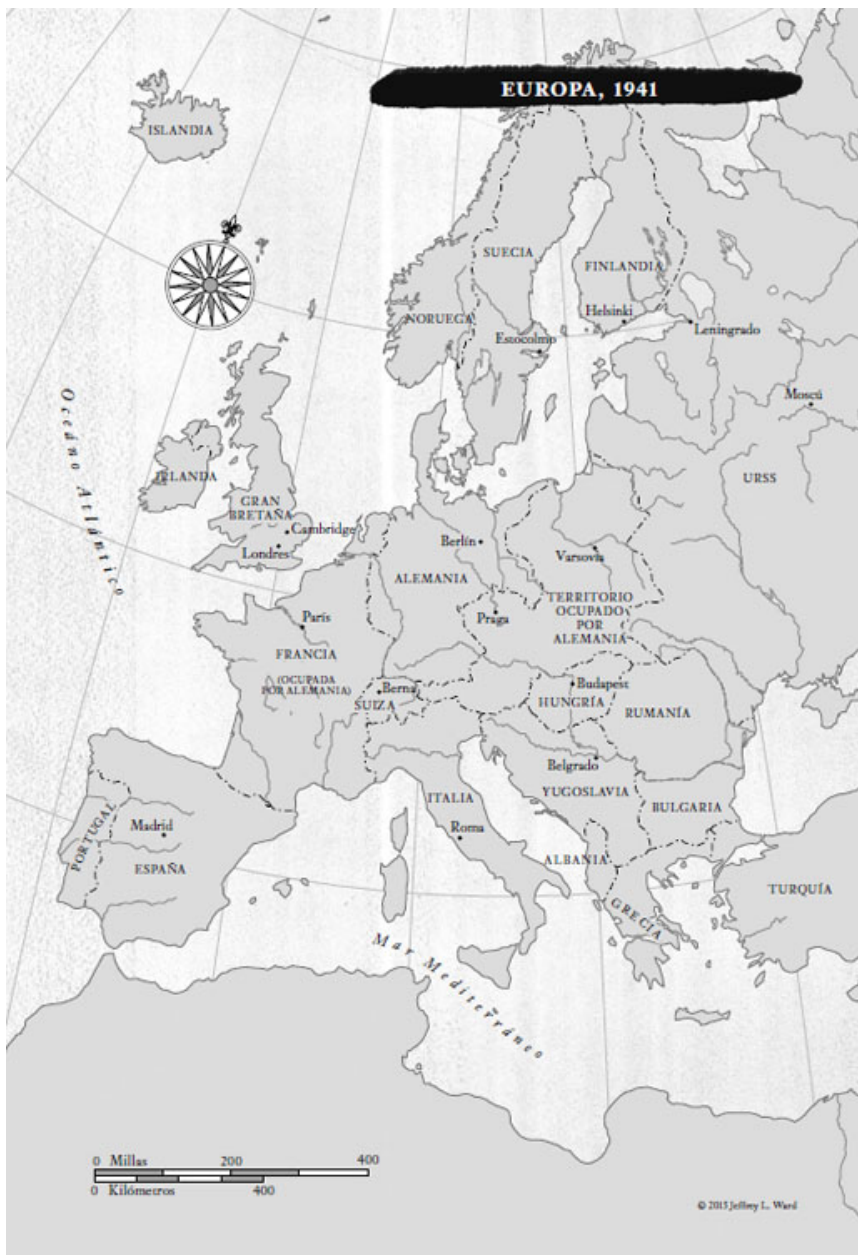 EUROPA, 1941
ISLANDIA
SUECIA
FINLANDIA
NORUEGA
Helsinki
Estocolmo
Leningrado
Moscú
Océano Atlántico
IRLANDA
URSS
GRAN
BRETAÑA
Cambridge
Londres
Berlín
Varsovia
ALEMANIA
TERRITORIO
OCUPADO
POR
ALEMANIA
Praga
París
FRANCIA
(OCUPADA
POR ALEMANIA)
Berna
SUIZA
Budapest
HUNGRÍA
RUMANÍA
Belgrado
YUGOSLAVIA
ITALIA
BULGARIA
PORTUGAL
Madrid
Roma
ESPAÑA
ALBANIA
TURQUÍA
GRECIA
Mar Mediterráneo
0 Millas 200 400
0 Kilómetros 400
© 2015 Jeffrey L. Ward